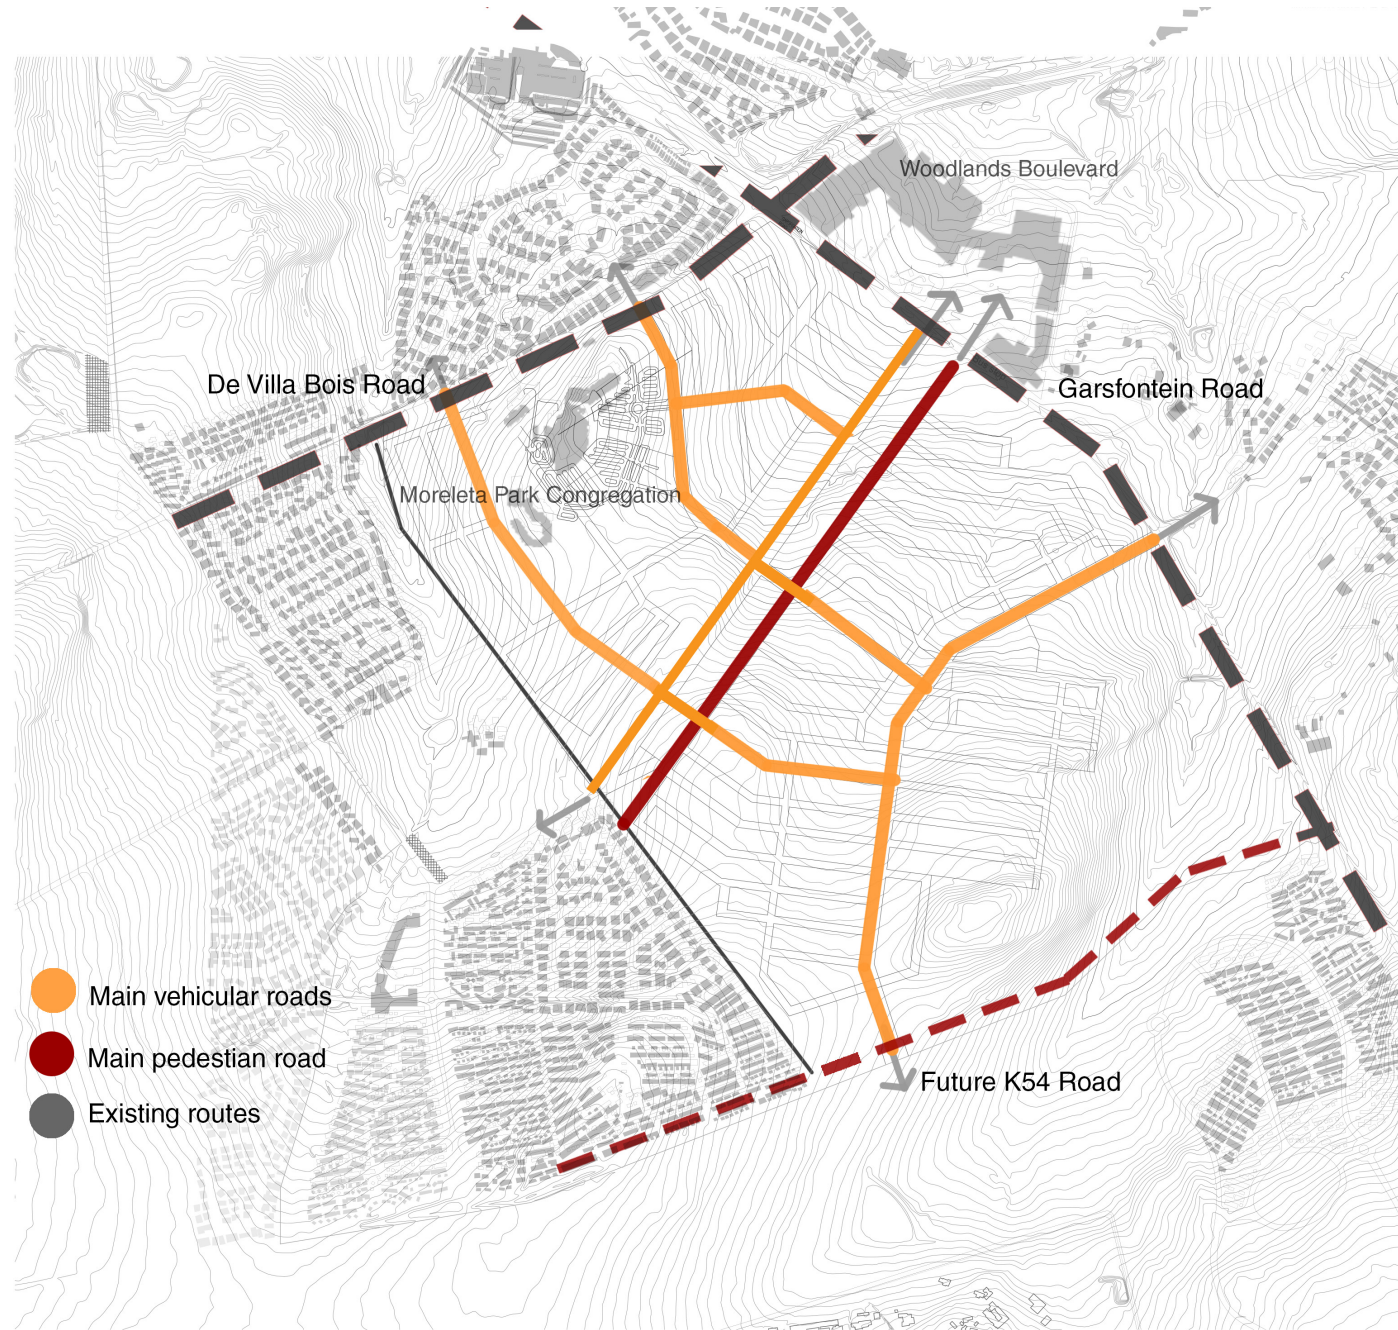 Woodlands Boulevard
De Villa Bois Road
Garsfontein Road
Moreleta Park Congregation
Main vehicular roads
Main pedestian road
Existing routes
Future K54 Road